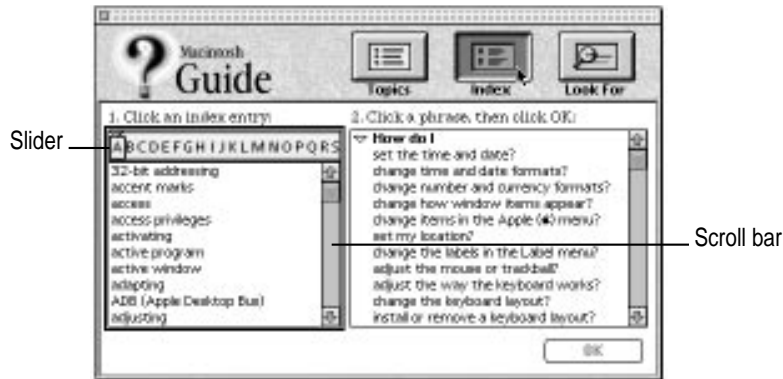 Macintosh
Guide
Topics
Index
Look For
1. Click an index entry:
2. Click a phrase, then click OK:
Slider
A B C D E F G H I J K L M N O P Q R S
32-bit addressing
accent marks
access
access privileges
activating
active program
active window
adapting
ADB (Apple Desktop Bus)
adjusting
How do I
set the time and date?
change time and date formats?
change number and currency formats?
change how window items appear?
change items in the Apple () menu?
set my location?
change the labels in the Label menu?
adjust the mouse or trackball?
adjust the way the keyboard works?
change the keyboard layout?
install or remove a keyboard layout?
Scroll bar
OK